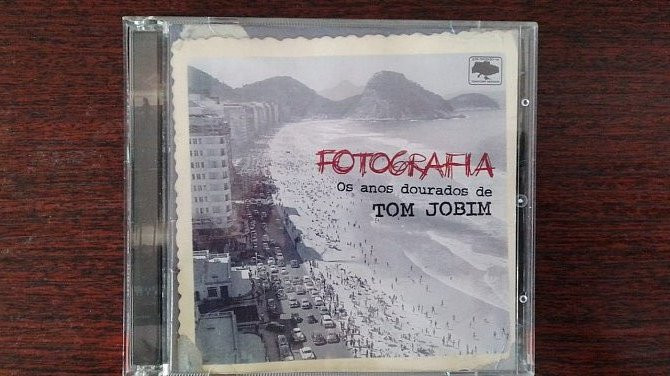 FOTOGRAFIA
Os anos dourados de
TOM JOBIM